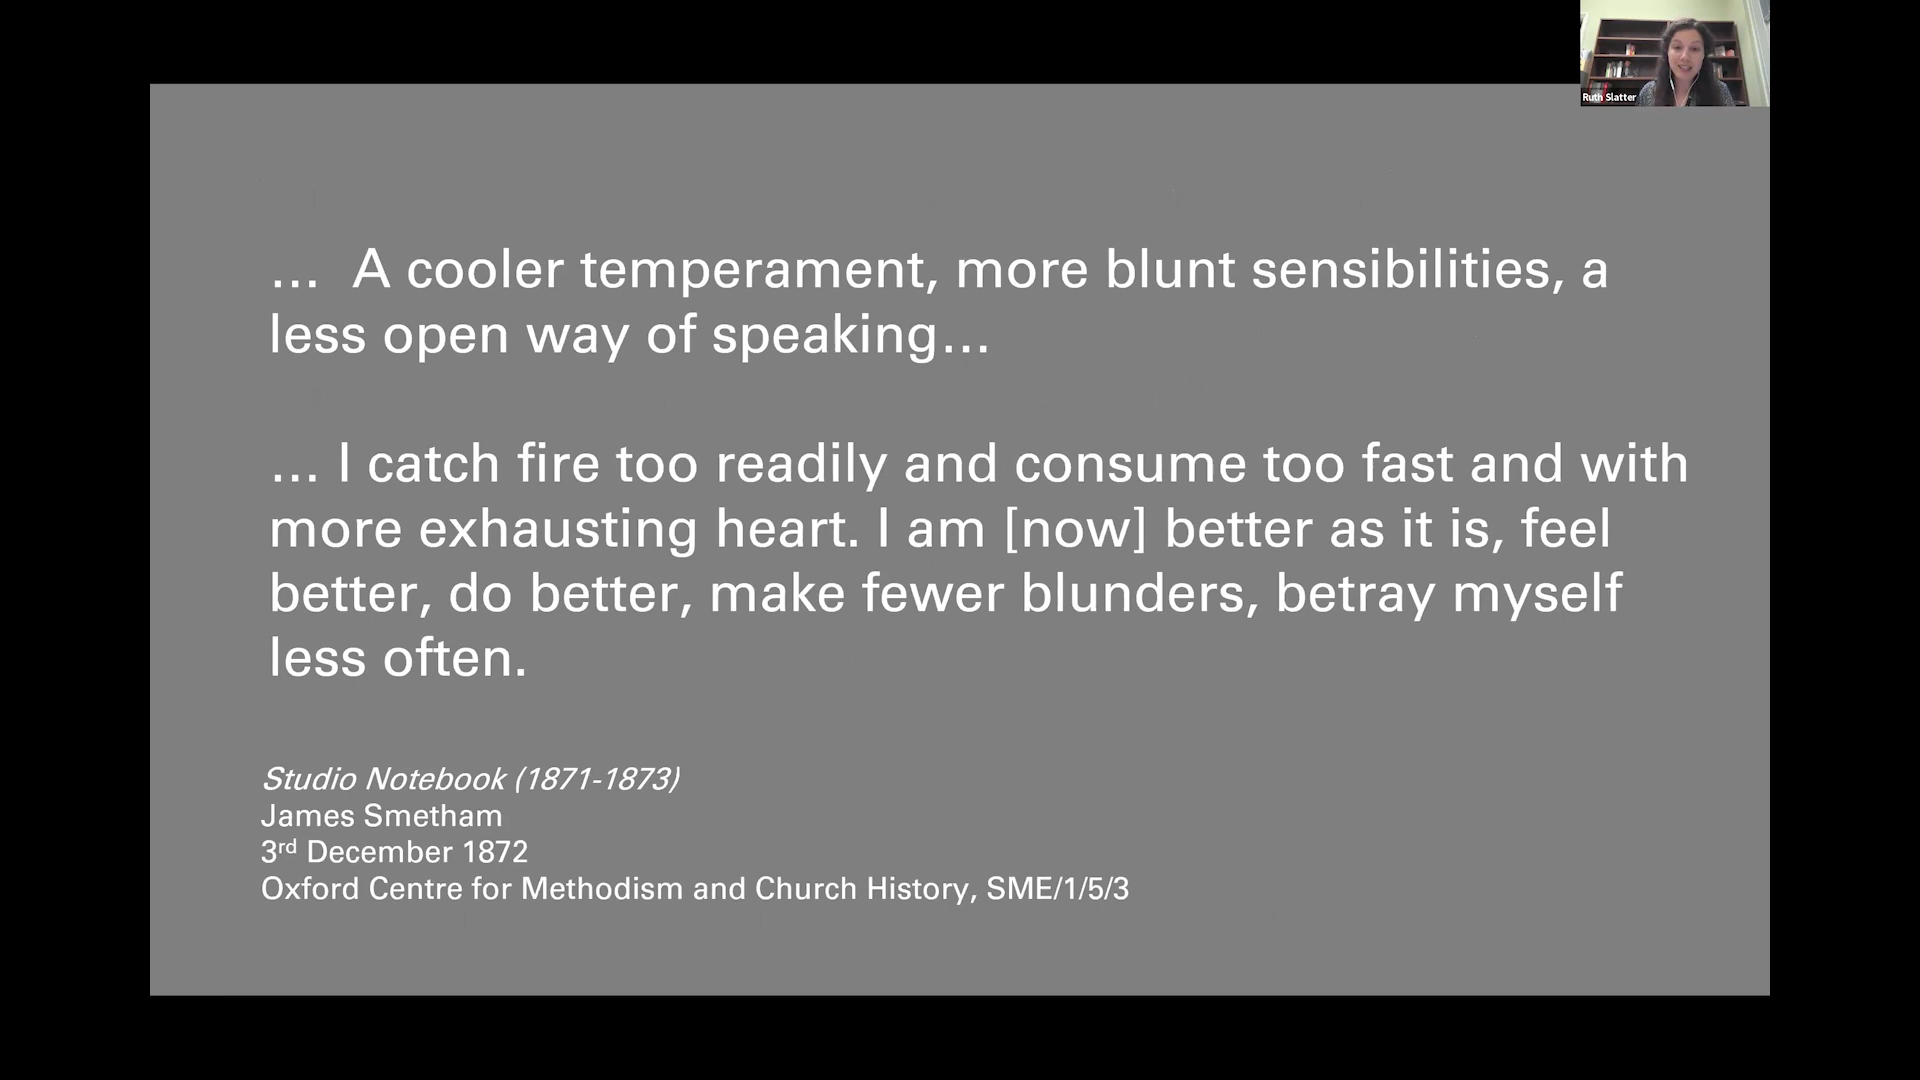 Ruth Slatter
… A cooler temperament, more blunt sensibilities, a
less open way of speaking…
… I catch fire too readily and consume too fast and with
more exhausting heart. I am [now] better as it is, feel
better, do better, make fewer blunders, betray myself
less often.
Studio Notebook (1871-1873)
James Smetham
3rd December 1872
Oxford Centre for Methodism and Church History, SME/1/5/3